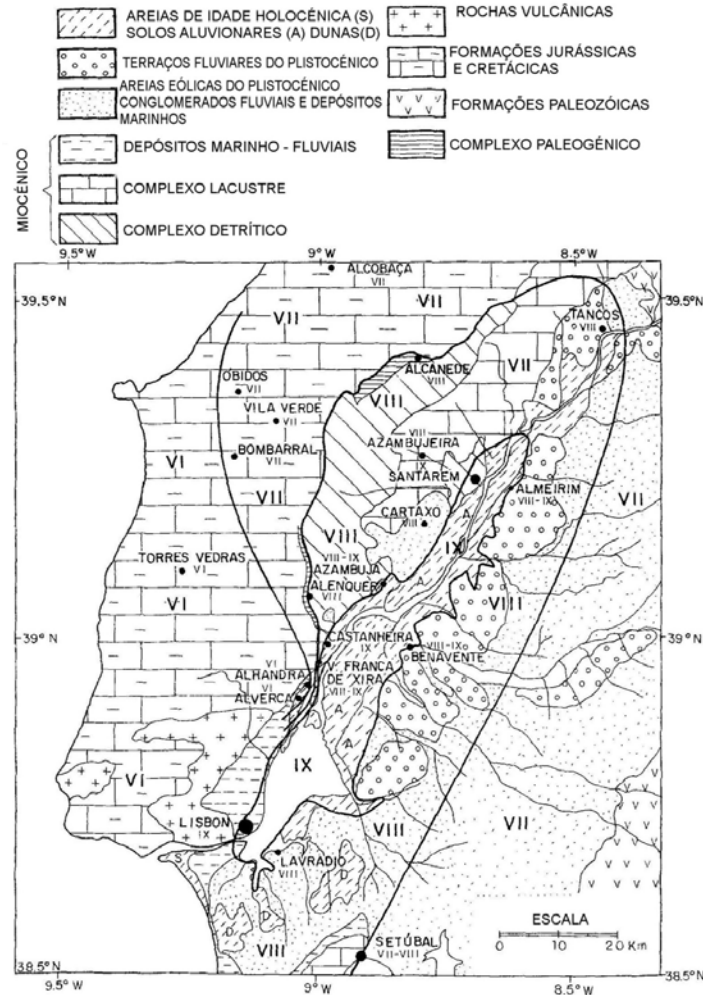 AREIAS DE IDADE HOLOCÉNICA (S)
SOLOS ALUVIONARES (A) DUNAS(D)
TERRAÇOS FLUVIARES DO PLISTOCÉNICO
AREIAS EÓLICAS DO PLISTOCÉNICO
CONGLOMERADOS FLUVIAIS E DEPÓSITOS
MARINHOS
MIOCÉNICO
DEPÓSITOS MARINHO - FLUVIAIS
COMPLEXO LACUSTRE
COMPLEXO DETRÍTICO
ROCHAS VULCÂNICAS
FORMAÇÕES JURÁSSICAS
E CRETÁCICAS
FORMAÇÕES PALEOZÓICAS
COMPLEXO PALEOGÉNICO
9.5°W
9°W
8.5°W
39.5°N
39.5°N
ALCOBAÇA
VII
VII
VII
TANCOS
VIII
ALCANEDE
VIII
VII
ÓBIDOS
VII
VIII
VILA VERDE
VII
VIII
AZAMBUJEIRA
IX
BOMBARRAL
VII
VI
VII
SANTARÉM
ALMEIRIM
VIII-IX
VII
CARTAXO
VIII
A
IX
VIII
TORRES VEDRAS
VI
VIII-IX
AZAMBUJA
ALENQUER
VIII
A
VI
VIII
39°N
39°N
CASTANHEIRA
IX
VIII-IX
BENAVENTE
VI
ALHANDRA
VI
ALVERCA
V. FRANCA
DE XIRA
VIII-IX
A
A
VI
IX
LISBON
IX
VIII
VII
S
LAVRADIO
VIII
D
D
D
VIII
SETÚBAL
VII-VIII
ESCALA
0 10 20 Km
38.5°N
38.5°N
9.5°W
9°W
8.5°W